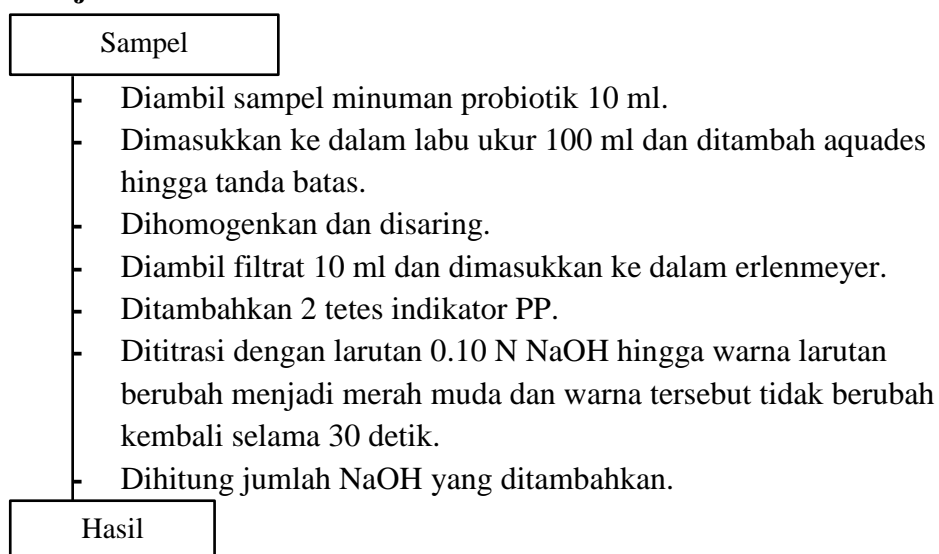 Sampel
- Diambil sampel minuman probiotik 10 ml.
- Dimasukkan ke dalam labu ukur 100 ml dan ditambah aquades
hingga tanda batas.
- Dihomogenkan dan disaring.
- Diambil filtrat 10 ml dan dimasukkan ke dalam erlenmeyer.
- Ditambahkan 2 tetes indikator PP.
- Dititrasi dengan larutan 0.10 N NaOH hingga warna larutan
berubah menjadi merah muda dan warna tersebut tidak berubah
kembali selama 30 detik.
- Dihitung jumlah NaOH yang ditambahkan.
Hasil